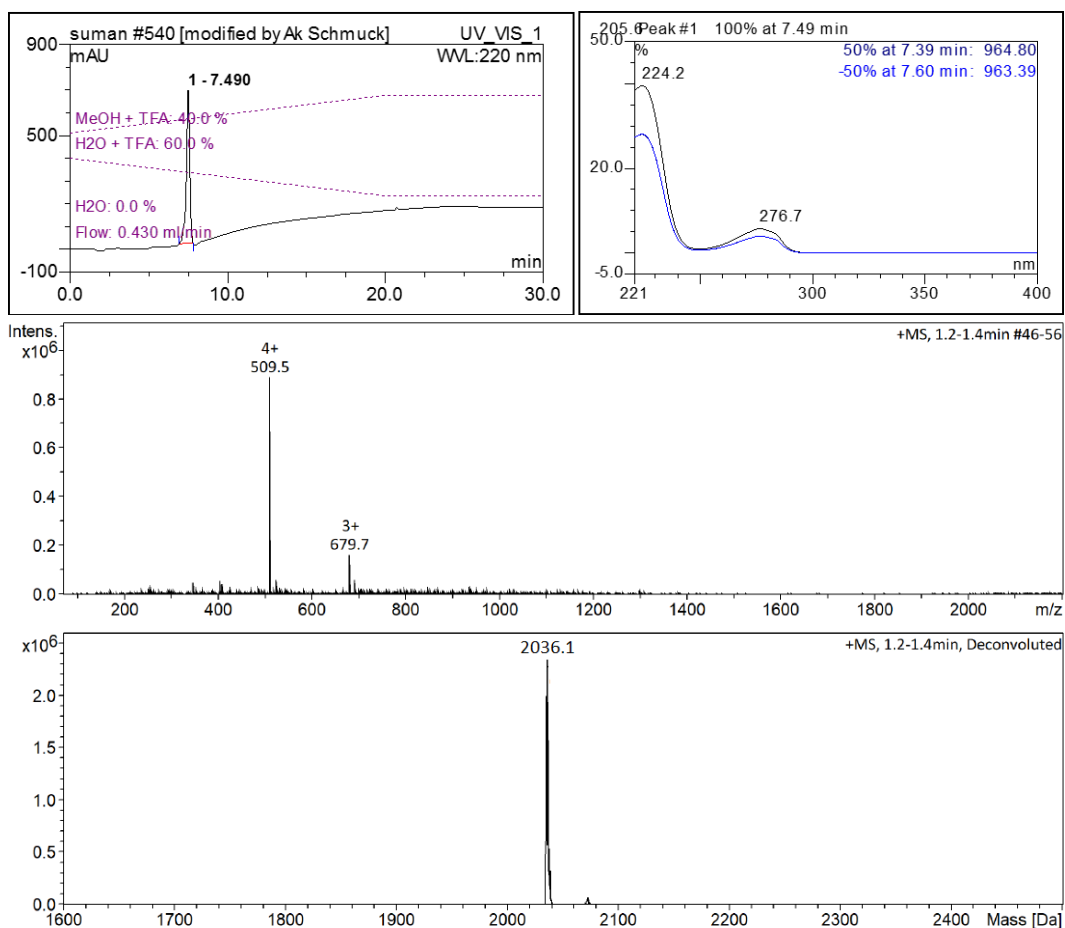 suman #540 [modified by Ak Schmuck] UV_VIS_1
900 mAU WVL:220 nm
1 - 7.490
MeOH + TFA: 40.0 %
500
H2O + TFA: 60.0 %
H2O: 0.0 %
Flow: 0.430 ml/min
-100 min
0.0 10.0 20.0 30.0
205.6 Peak #1 100% at 7.49 min
50.0
% 50% at 7.39 min: 964.80
224.2 -50% at 7.60 min: 963.39
20.0
276.7
-5.0 nm
221 300 350 400
Intens. +MS, 1.2-1.4min #46-56
x10⁶
4+
509.5
0.8
0.6
0.4
3+
0.2 679.7
0.0
200 400 600 800 1000 1200 1400 1600 1800 2000 m/z
x10⁶ 2036.1 +MS, 1.2-1.4min, Deconvoluted
2.0
1.5
1.0
0.5
0.0
1600 1700 1800 1900 2000 2100 2200 2300 2400 Mass [Da]